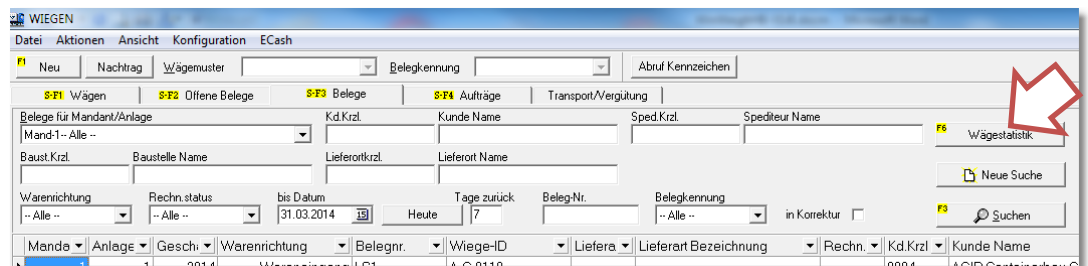 WIEGEN
Datei Aktionen Ansicht Konfiguration ECash
F1 Neu Nachtrag Wägemuster Belegkennung Abruf Kennzeichen
S-F1 Wägen S-F2 Offene Belege S-F3 Belege S-F4 Aufträge Transport/Vergütung
Belege für Mandant/Anlage Kd.Krzl. Kunde Name Sped.Krzl. Spediteur Name
Mand-1-- Alle -- F6 Wägestatistik
Baust.Krzl. Baustelle Name Lieferortkrzl. Lieferort Name
Neue Suche
Warenrichtung Rechn.status bis Datum Tage zurück Beleg-Nr. Belegkennung
-- Alle -- -- Alle -- 31.03.2014 15 Heute 7 -- Alle -- in Korrektur F3 Suchen
Manda Anlage Geschä Warenrichtung Belegnr. Wiege-ID Liefera Lieferart Bezeichnung Rechn. Kd.Krzl Kunde Name